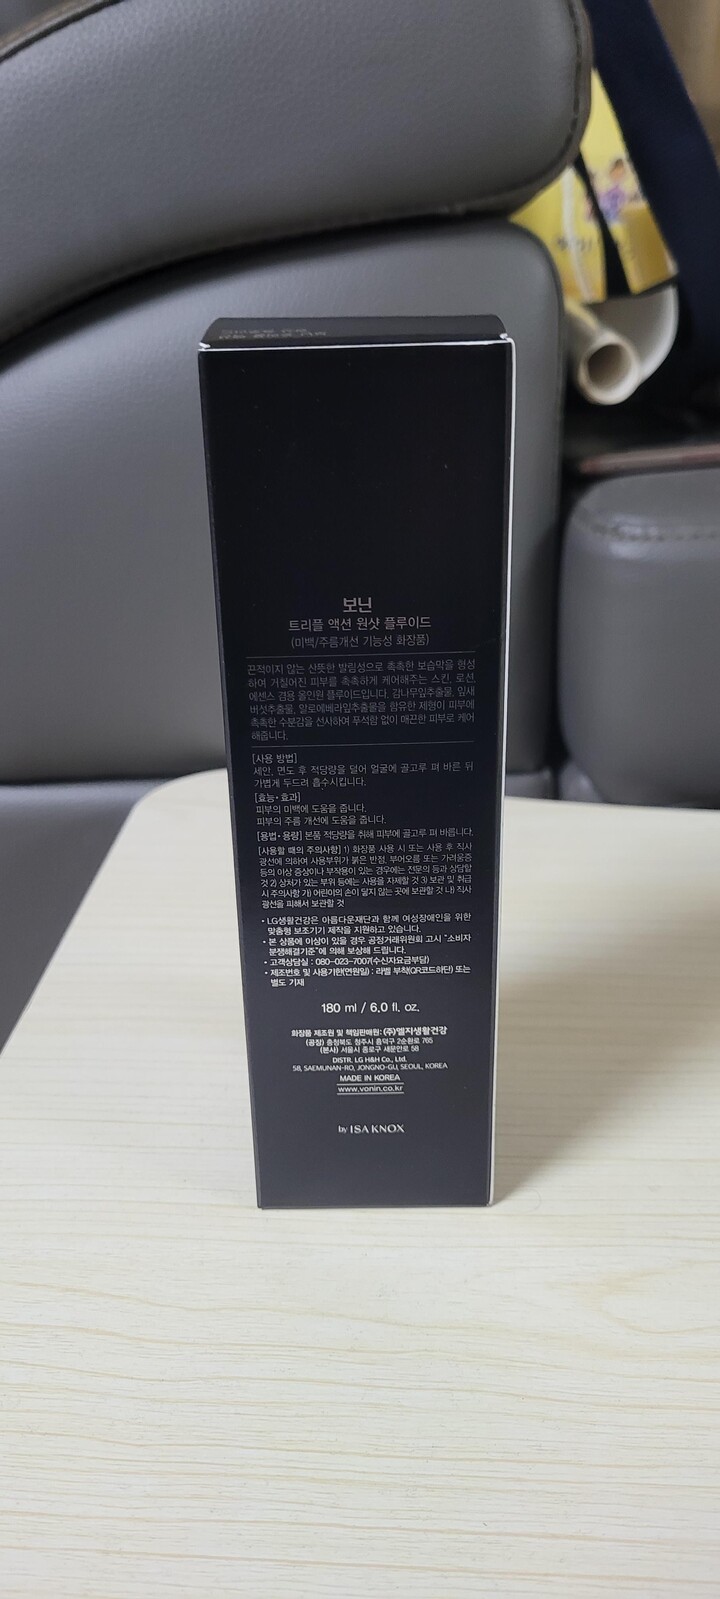 보닌
트리플 액션 원샷 플루이드
(미백/주름개선 기능성 화장품)
끈적이지 않는 산뜻한 발림성으로 촉촉한 보습막을 형성
하여 거칠어진 피부를 촉촉하게 케어해주는 스킨, 로션,
에센스 겸용 올인원 플루이드입니다. 감나무잎추출물, 잎새
버섯추출물, 알로에베라잎추출물을 함유한 제형이 피부에
촉촉한 수분감을 선사하여 푸석함 없이 매끈한 피부로 케어
해줍니다.
[사용 방법]
세안, 면도 후 적당량을 덜어 얼굴에 골고루 펴 바른 뒤
가볍게 두드려 흡수시킵니다.
[효능·효과]
피부의 미백에 도움을 줍니다.
피부의 주름 개선에 도움을 줍니다.
[용법·용량] 본품 적당량을 취해 피부에 골고루 펴 바릅니다.
[사용할 때의 주의사항] 1) 화장품 사용 시 또는 사용 후 직사
광선에 의하여 사용부위가 붉은 반점, 부어오름 또는 가려움증
등의 이상 증상이나 부작용이 있는 경우에는 전문의 등과 상담할
것 2) 상처가 있는 부위 등에는 사용을 자제할 것 3) 보관 및 취급
시 주의사항 가) 어린이의 손이 닿지 않는 곳에 보관할 것 나) 직사
광선을 피해서 보관할 것
• LG생활건강은 아름다운재단과 함께 여성장애인을 위한
맞춤형 보조기기 제작을 지원하고 있습니다.
• 본 상품에 이상이 있을 경우 공정거래위원회 고시 "소비자
분쟁해결기준"에 의해 보상해 드립니다.
• 고객상담실 : 080-023-7007(수신자요금부담)
• 제조번호 및 사용기한(연월일) : 라벨 부착(QR코드하단) 또는
별도 기재
180 ml / 6.0 fl. oz.
화장품 제조원 및 책임판매원: (주)엘지생활건강
(공장) 충청북도 청주시 흥덕구 2순환로 765
(본사) 서울시 종로구 새문안로 58
DISTR. LG H&H Co., Ltd.
58, SAEMUNAN-RO, JONGNO-GU, SEOUL, KOREA
MADE IN KOREA
www.vonin.co.kr
by ISA KNOX